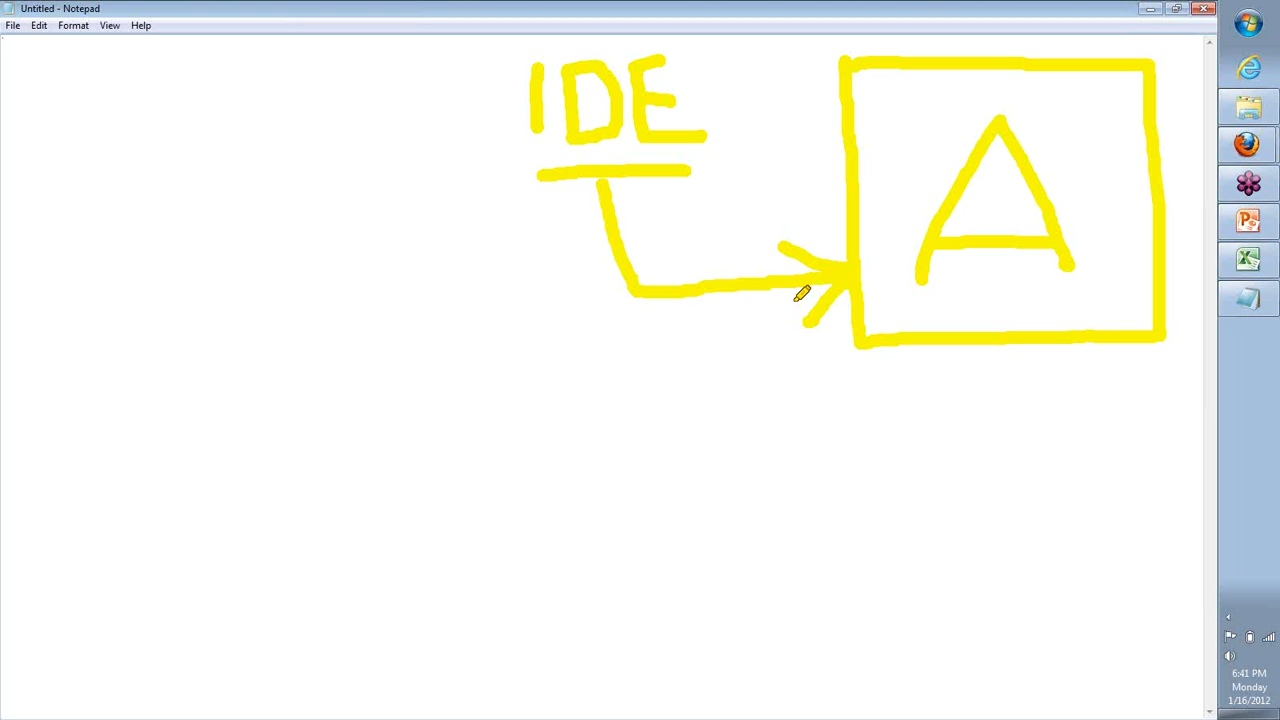 Untitled - Notepad
File Edit Format View Help
IDE
A
6:41 PM
Monday
1/16/2012